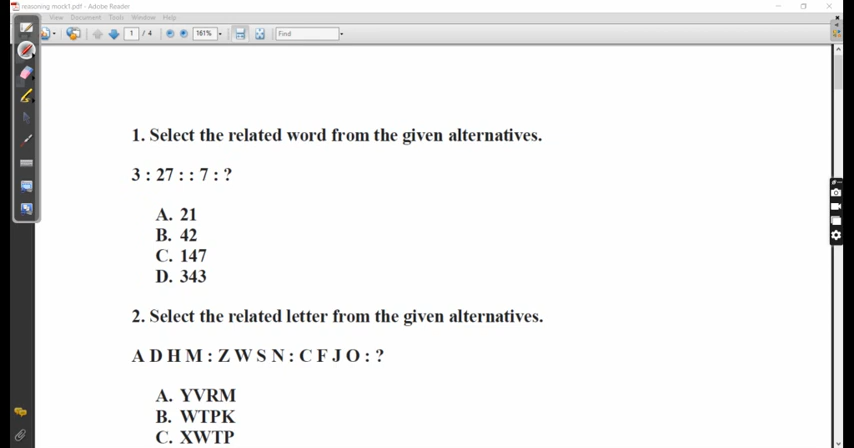 reasoning mock1.pdf - Adobe Reader
View Document Tools Window Help
1 / 4 161% Find
1. Select the related word from the given alternatives.
3 : 27 : : 7 : ?
A. 21
B. 42
C. 147
D. 343
2. Select the related letter from the given alternatives.
A D H M : Z W S N : C F J O : ?
A. YVRM
B. WTPK
C. XWTP